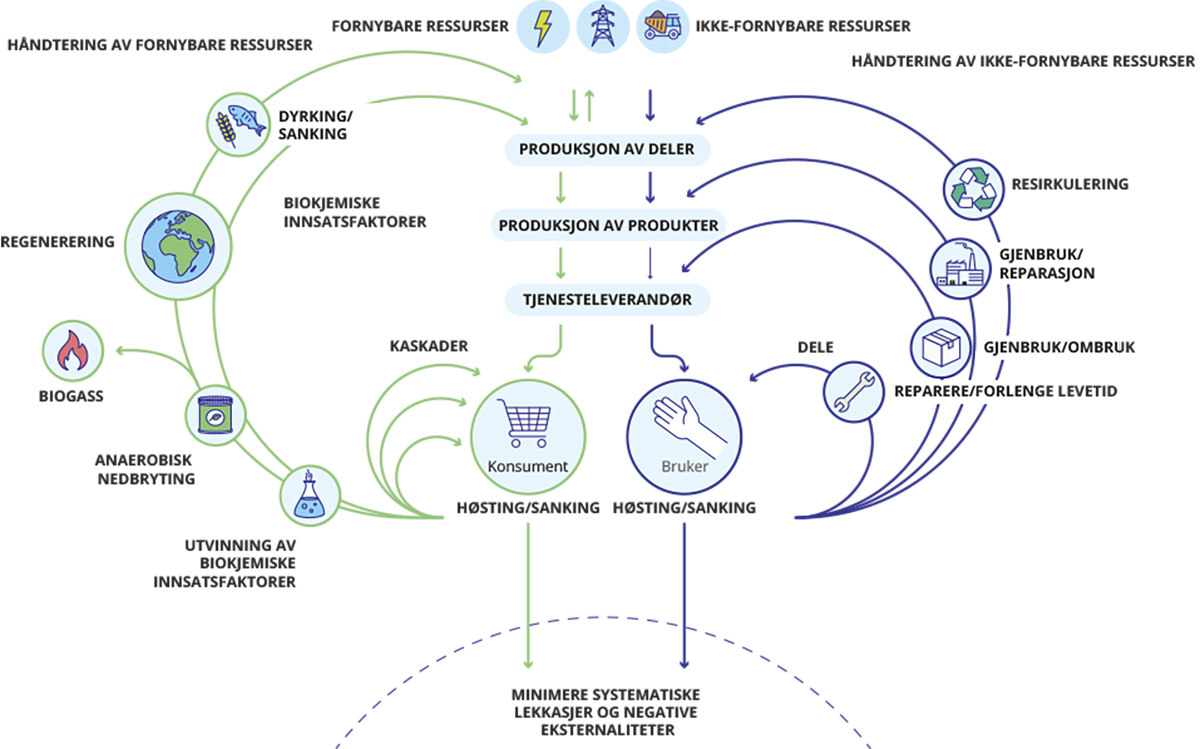 FORNYBARE RESSURSER
IKKE-FORNYBARE RESSURSER
HÅNDTERING AV FORNYBARE RESSURSER
HÅNDTERING AV IKKE-FORNYBARE RESSURSER
DYRKING/
SANKING
PRODUKSJON AV DELER
RESIRKULERING
BIOKJEMISKE
INNSATSFAKTORER
PRODUKSJON AV PRODUKTER
REGENERERING
GJENBRUK/
REPARASJON
TJENESTELEVERANDØR
KASKADER
DELE
GJENBRUK/OMBRUK
BIOGASS
REPARERE/FORLENGE LEVETID
Konsument
Bruker
ANAEROBISK
NEDBRYTING
HØSTING/SANKING
HØSTING/SANKING
UTVINNING AV
BIOKJEMISKE
INNSATSFAKTORER
MINIMERE SYSTEMATISKE
LEKKASJER OG NEGATIVE
EKSTERNALITETER